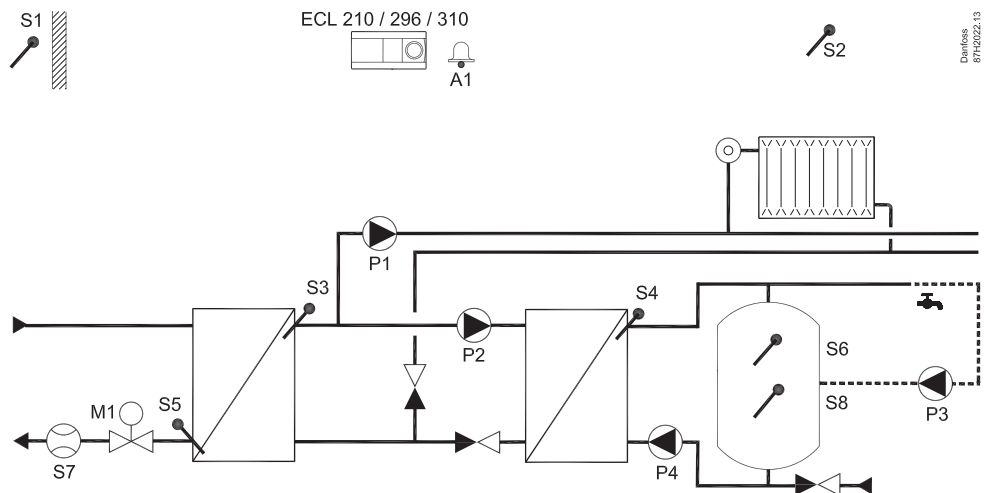 S1
ECL 210 / 296 / 310
A1
S2
Danfoss
87H2022.13
P1
S3
S4
P2
S6
S8
P3
M1
S5
S7
P4